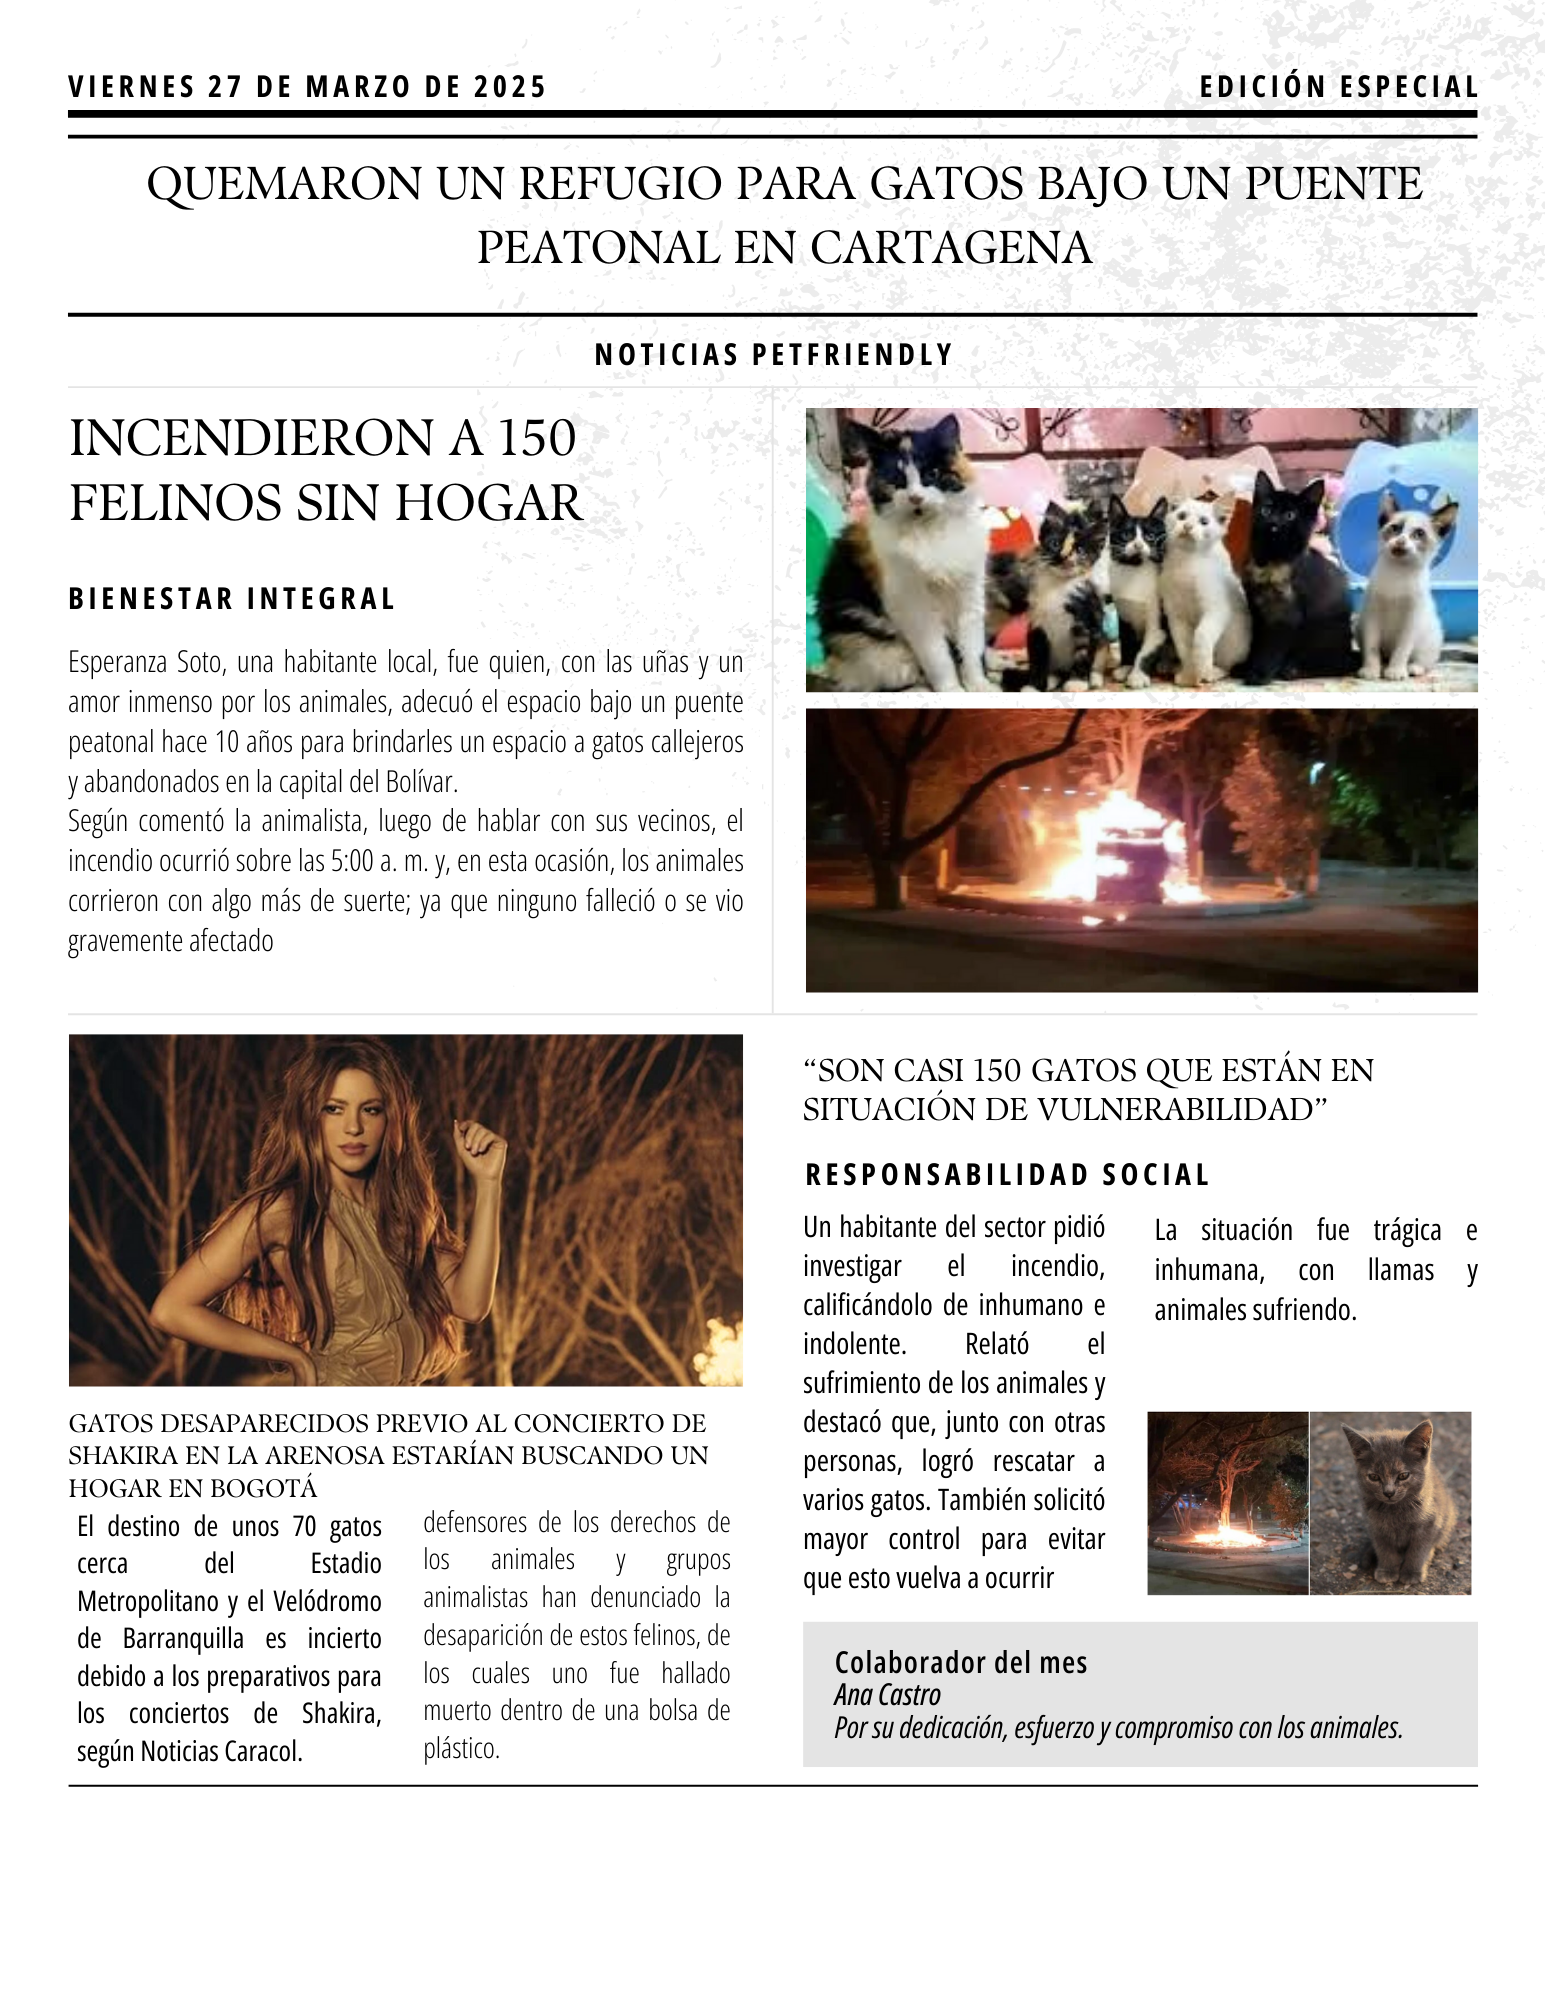 VIERNES 27 DE MARZO DE 2025
EDICIÓN ESPECIAL
QUEMARON UN REFUGIO PARA GATOS BAJO UN PUENTE
PEATONAL EN CARTAGENA
NOTICIAS PETFRIENDLY
INCENDIERON A 150
FELINOS SIN HOGAR
BIENESTAR INTEGRAL
Esperanza Soto, una habitante local, fue quien, con las uñas y un
amor inmenso por los animales, adecuó el espacio bajo un puente
peatonal hace 10 años para brindarles un espacio a gatos callejeros
y abandonados en la capital del Bolívar.
Según comentó la animalista, luego de hablar con sus vecinos, el
incendio ocurrió sobre las 5:00 a. m. y, en esta ocasión, los animales
corrieron con algo más de suerte; ya que ninguno falleció o se vio
gravemente afectado
GATOS DESAPARECIDOS PREVIO AL CONCIERTO DE
SHAKIRA EN LA ARENOSA ESTARÍAN BUSCANDO UN
HOGAR EN BOGOTÁ
El destino de unos 70 gatos
cerca del Estadio
Metropolitano y el Velódromo
de Barranquilla es incierto
debido a los preparativos para
los conciertos de Shakira,
según Noticias Caracol.
defensores de los derechos de
los animales y grupos
animalistas han denunciado la
desaparición de estos felinos, de
los cuales uno fue hallado
muerto dentro de una bolsa de
plástico.
“SON CASI 150 GATOS QUE ESTÁN EN
SITUACIÓN DE VULNERABILIDAD”
RESPONSABILIDAD SOCIAL
Un habitante del sector pidió
investigar el incendio,
calificándolo de inhumano e
indolente. Relató el
sufrimiento de los animales y
destacó que, junto con otras
personas, logró rescatar a
varios gatos. También solicitó
mayor control para evitar
que esto vuelva a ocurrir
La situación fue trágica e
inhumana, con llamas y
animales sufriendo.
Colaborador del mes
Ana Castro
Por su dedicación, esfuerzo y compromiso con los animales.